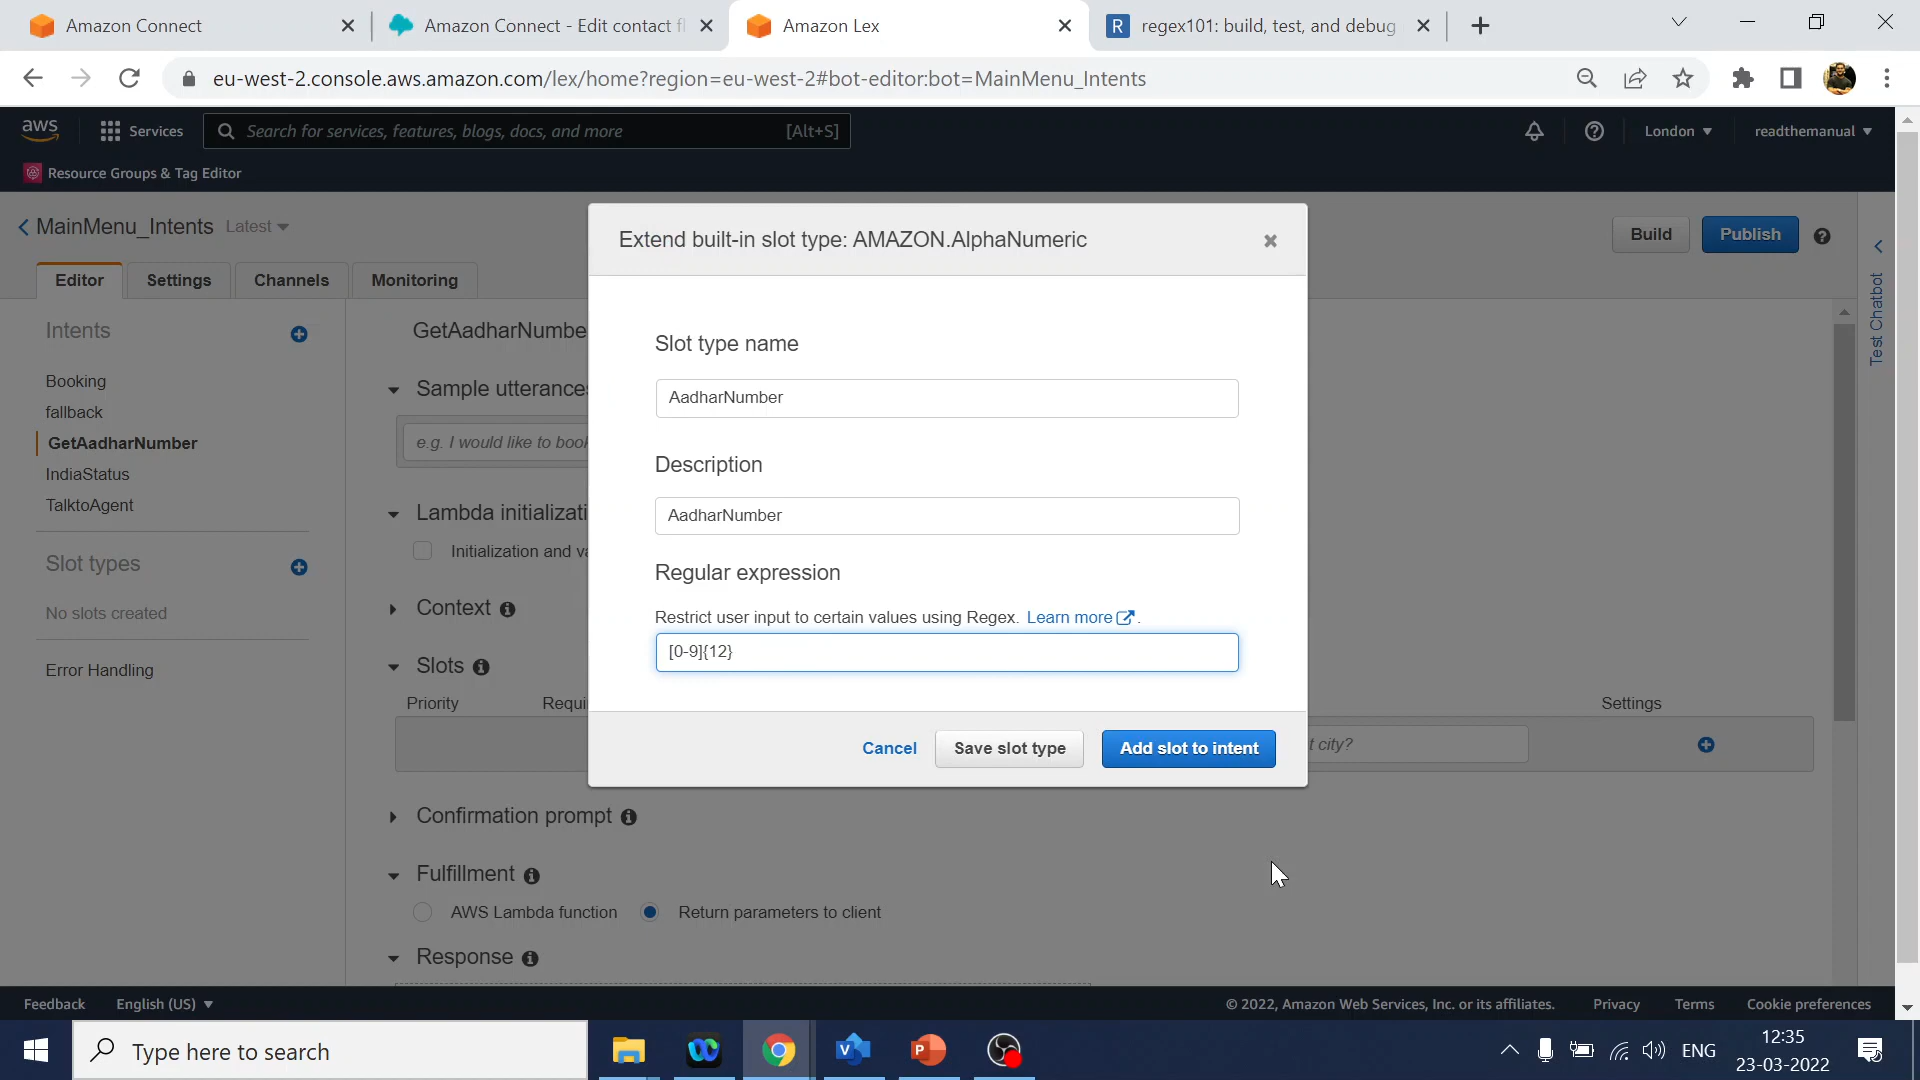 Amazon Connect
Amazon Connect - Edit contact fl
Amazon Lex
R regex101: build, test, and debug
eu-west-2.console.aws.amazon.com/lex/home?region=eu-west-2#bot-editor:bot=MainMenu_Intents
aws
Services
Search for services, features, blogs, docs, and more
[Alt+S]
London
readthemanual
Resource Groups & Tag Editor
MainMenu_Intents Latest
Build
Publish
Editor
Settings
Channels
Monitoring
Test Chatbot
Intents
Booking
fallback
GetAadharNumber
IndiaStatus
TalktoAgent
Slot types
No slots created
Error Handling
GetAadharNumbe
Sample utterances
e.g. I would like to book
Lambda initializati
Initialization and va
Context
Slots
Priority
Requi
Settings
t city?
Confirmation prompt
Fulfillment
AWS Lambda function
Return parameters to client
Response
Extend built-in slot type: AMAZON.AlphaNumeric
Slot type name
AadharNumber
Description
AadharNumber
Regular expression
Restrict user input to certain values using Regex. Learn more.
[0-9]{12}
Cancel
Save slot type
Add slot to intent
Feedback
English (US)
© 2022, Amazon Web Services, Inc. or its affiliates.
Privacy
Terms
Cookie preferences
Type here to search
ENG
12:35
23-03-2022